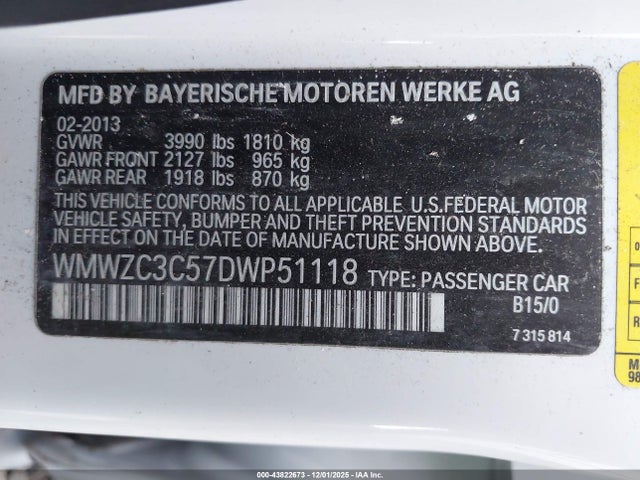 MFD BY BAYERISCHE MOTOREN WERKE AG
02-2013
GVWR 3990 lbs 1810 kg
GAWR FRONT 2127 lbs 965 kg
GAWR REAR 1918 lbs 870 kg
THIS VEHICLE CONFORMS TO ALL APPLICABLE U.S.FEDERAL MOTOR
VEHICLE SAFETY, BUMPER AND THEFT PREVENTION STANDARDS
IN EFFECT ON THE DATE OF MANUFACTURE SHOWN ABOVE.
WMWZC3C57DWP51118 TYPE: PASSENGER CAR
B15/0
7 315 814
F
R
M
98
000-43822673 - 12/01/2025 - IAA Inc.